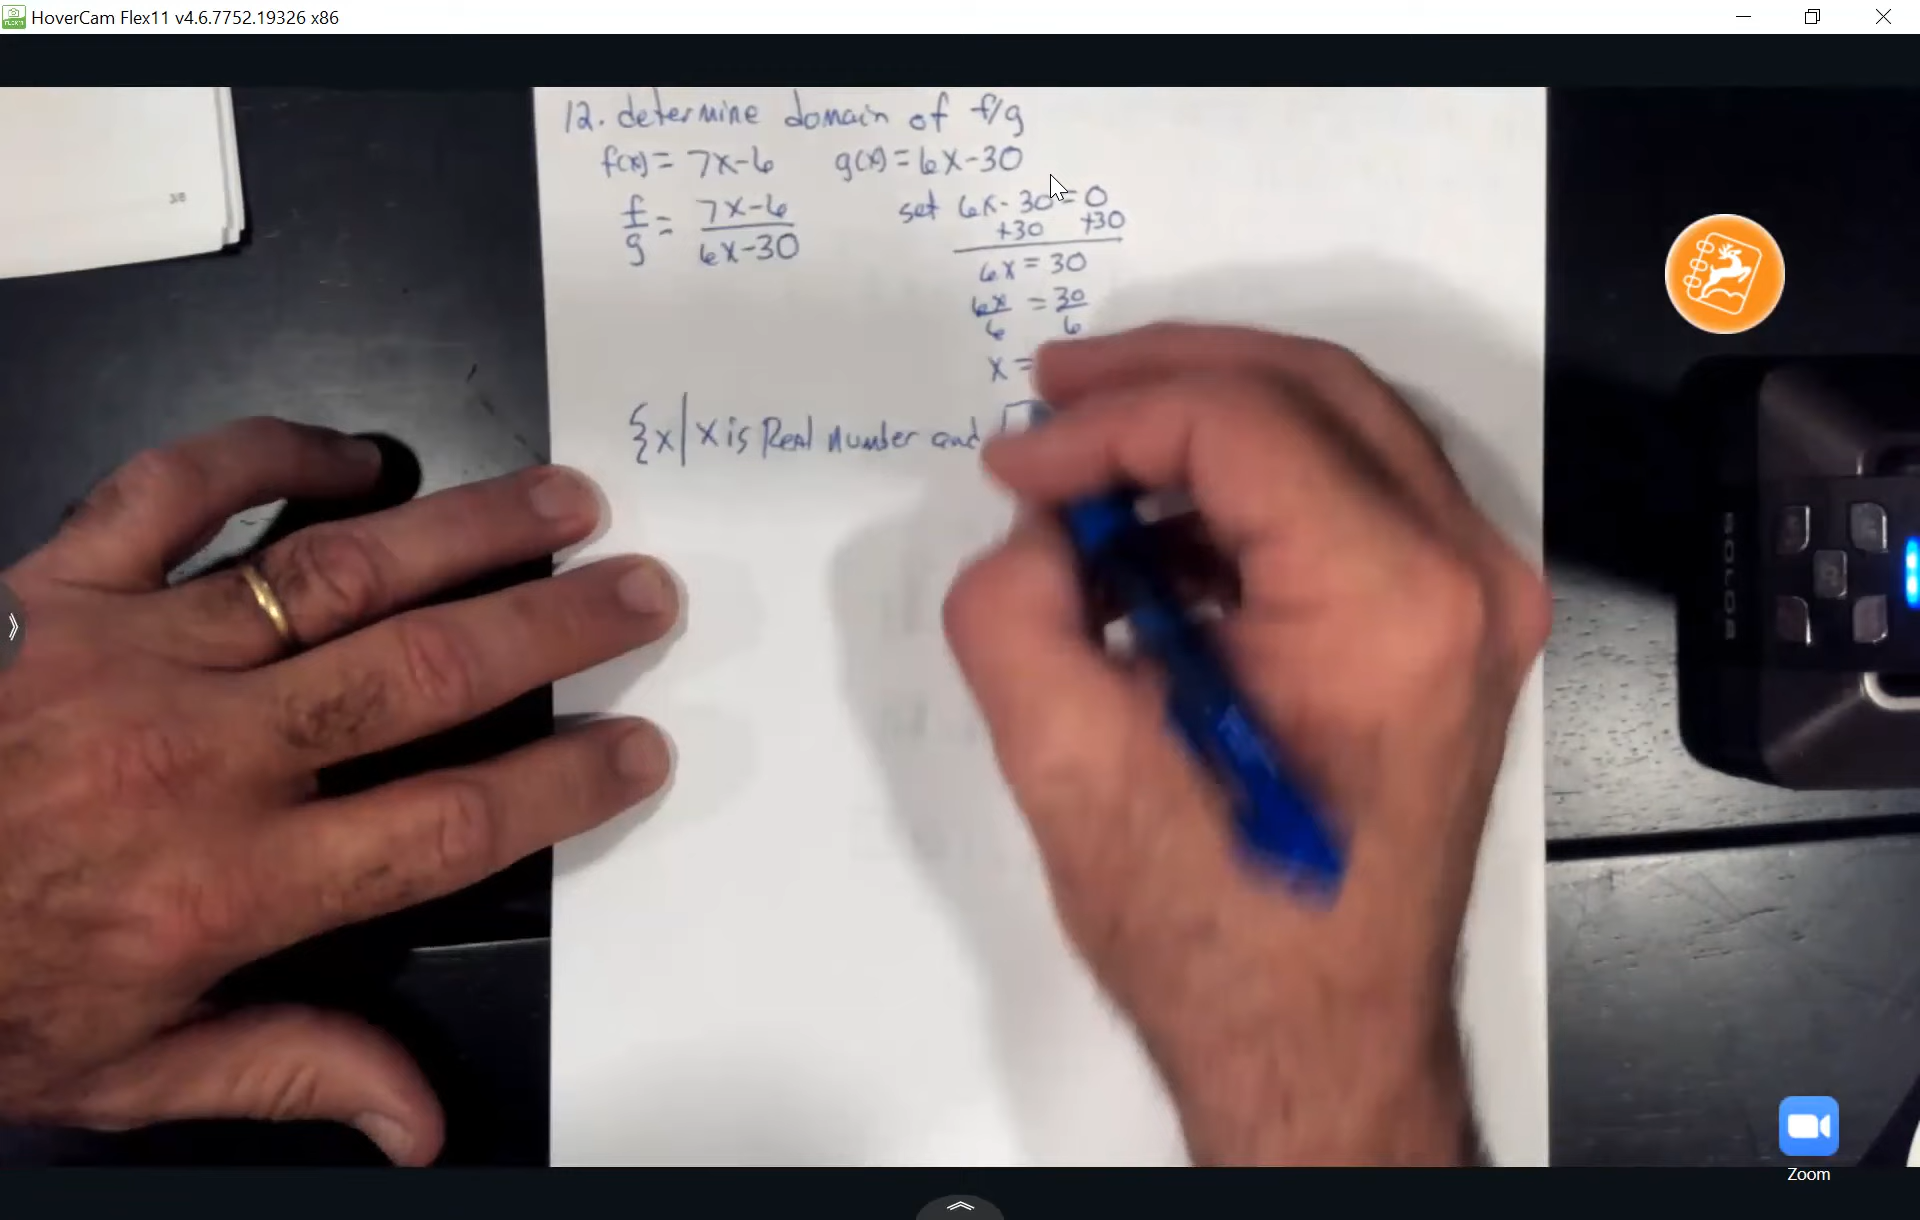 HoverCam Flex11 v4.6.7752.19326 x86
12. determine domain of f/g
f(x) = 7x-6 g(x) = 6x-30
f/g = 7x-6/6x-30
set 6x-30=0
+30 +30
6x = 30
6x/6 = 30/6
x =
{x|x is Real number and
SOLOR
Zoom